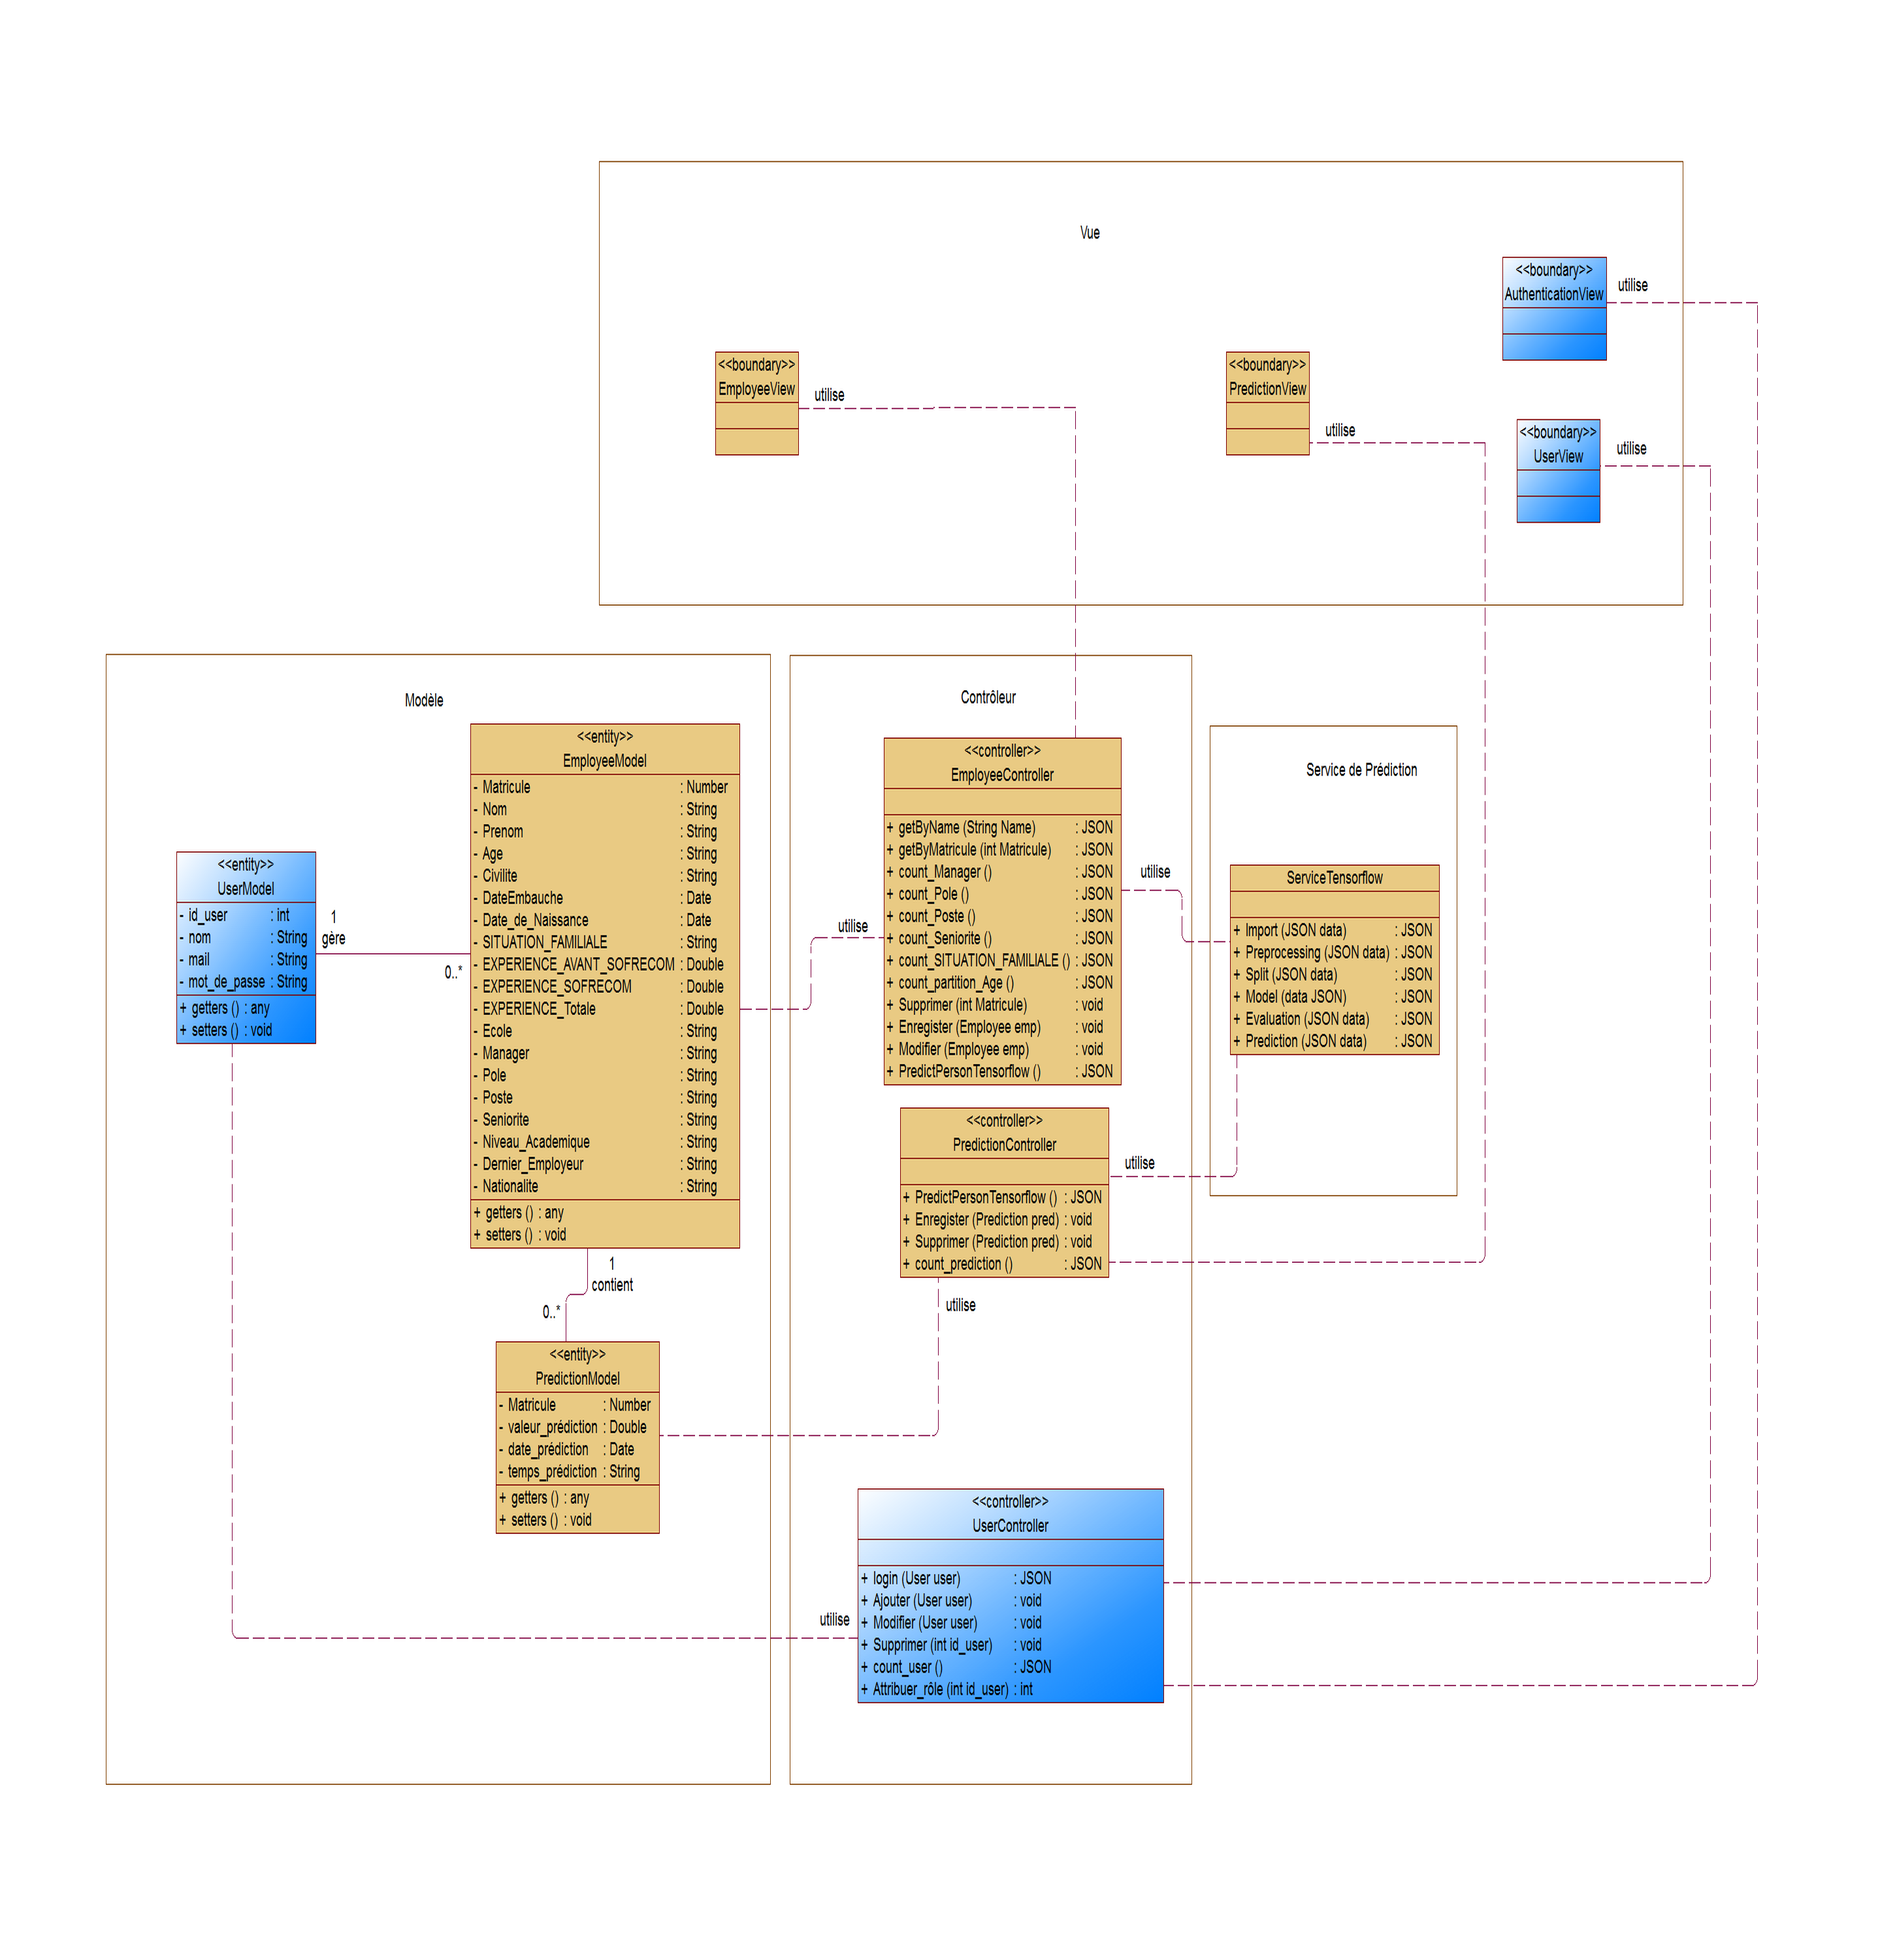 Vue
<<boundary>>
AuthenticationView
utilise
<<boundary>>
EmployeeView
utilise
<<boundary>>
PredictionView
utilise
<<boundary>>
UserView
utilise
Modèle
<<entity>>
UserModel
- id_user : int
- nom : String
- mail : String
- mot_de_passe : String
+ getters () : any
+ setters () : void
1
gère
0..*
<<entity>>
EmployeeModel
- Matricule : Number
- Nom : String
- Prenom : String
- Age : String
- Civilite : String
- DateEmbauche : Date
- Date_de_Naissance : Date
- SITUATION_FAMILIALE : String
- EXPERIENCE_AVANT_SOFRECOM : Double
- EXPERIENCE_SOFRECOM : Double
- EXPERIENCE_Totale : Double
- Ecole : String
- Manager : String
- Pole : String
- Poste : String
- Seniorite : String
- Niveau_Academique : String
- Dernier_Employeur : String
- Nationalite : String
+ getters () : any
+ setters () : void
1
contient
0..*
<<entity>>
PredictionModel
- Matricule : Number
- valeur_prédiction : Double
- date_prédiction : Date
- temps_prédiction : String
+ getters () : any
+ setters () : void
Contrôleur
utilise
<<controller>>
EmployeeController
+ getByName (String Name) : JSON
+ getByMatricule (int Matricule) : JSON
+ count_Manager () : JSON
+ count_Pole () : JSON
+ count_Poste () : JSON
+ count_Seniorite () : JSON
+ count_SITUATION_FAMILIALE () : JSON
+ count_partition_Age () : JSON
+ Supprimer (int Matricule) : void
+ Enregister (Employee emp) : void
+ Modifier (Employee emp) : void
+ PredictPersonTensorflow () : JSON
utilise
<<controller>>
PredictionController
+ PredictPersonTensorflow () : JSON
+ Enregister (Prediction pred) : void
+ Supprimer (Prediction pred) : void
+ count_prediction () : JSON
utilise
utilise
<<controller>>
UserController
+ login (User user) : JSON
+ Ajouter (User user) : void
+ Modifier (User user) : void
+ Supprimer (int id_user) : void
+ count_user () : JSON
+ Attribuer_rôle (int id_user) : int
utilise
Service de Prédiction
ServiceTensorflow
+ Import (JSON data) : JSON
+ Preprocessing (JSON data) : JSON
+ Split (JSON data) : JSON
+ Model (data JSON) : JSON
+ Evaluation (JSON data) : JSON
+ Prediction (JSON data) : JSON